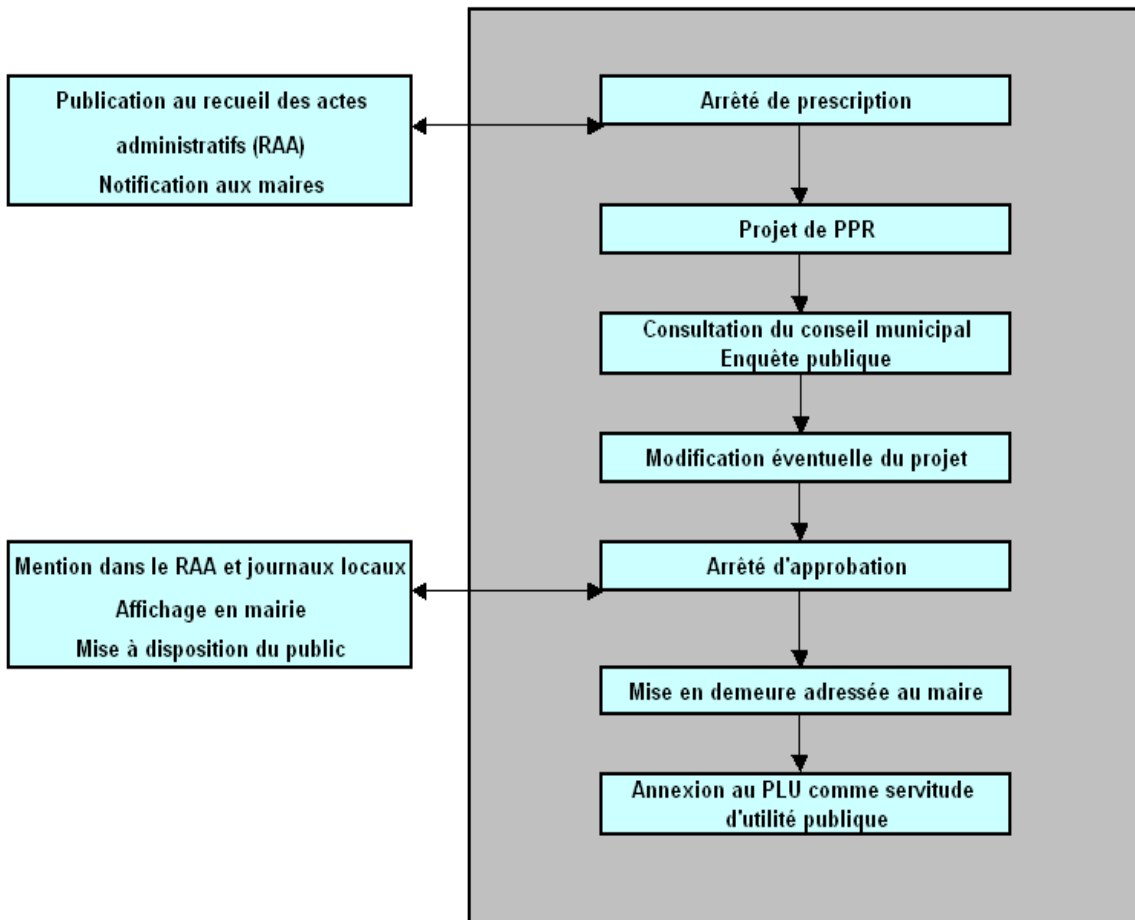 Publication au recueil des actes
administratifs (RAA)
Notification aux maires
Arrêté de prescription
Projet de PPR
Consultation du conseil municipal
Enquête publique
Modification éventuelle du projet
Mention dans le RAA et journaux locaux
Affichage en mairie
Mise à disposition du public
Arrêté d'approbation
Mise en demeure adressée au maire
Annexion au PLU comme servitude
d'utilité publique